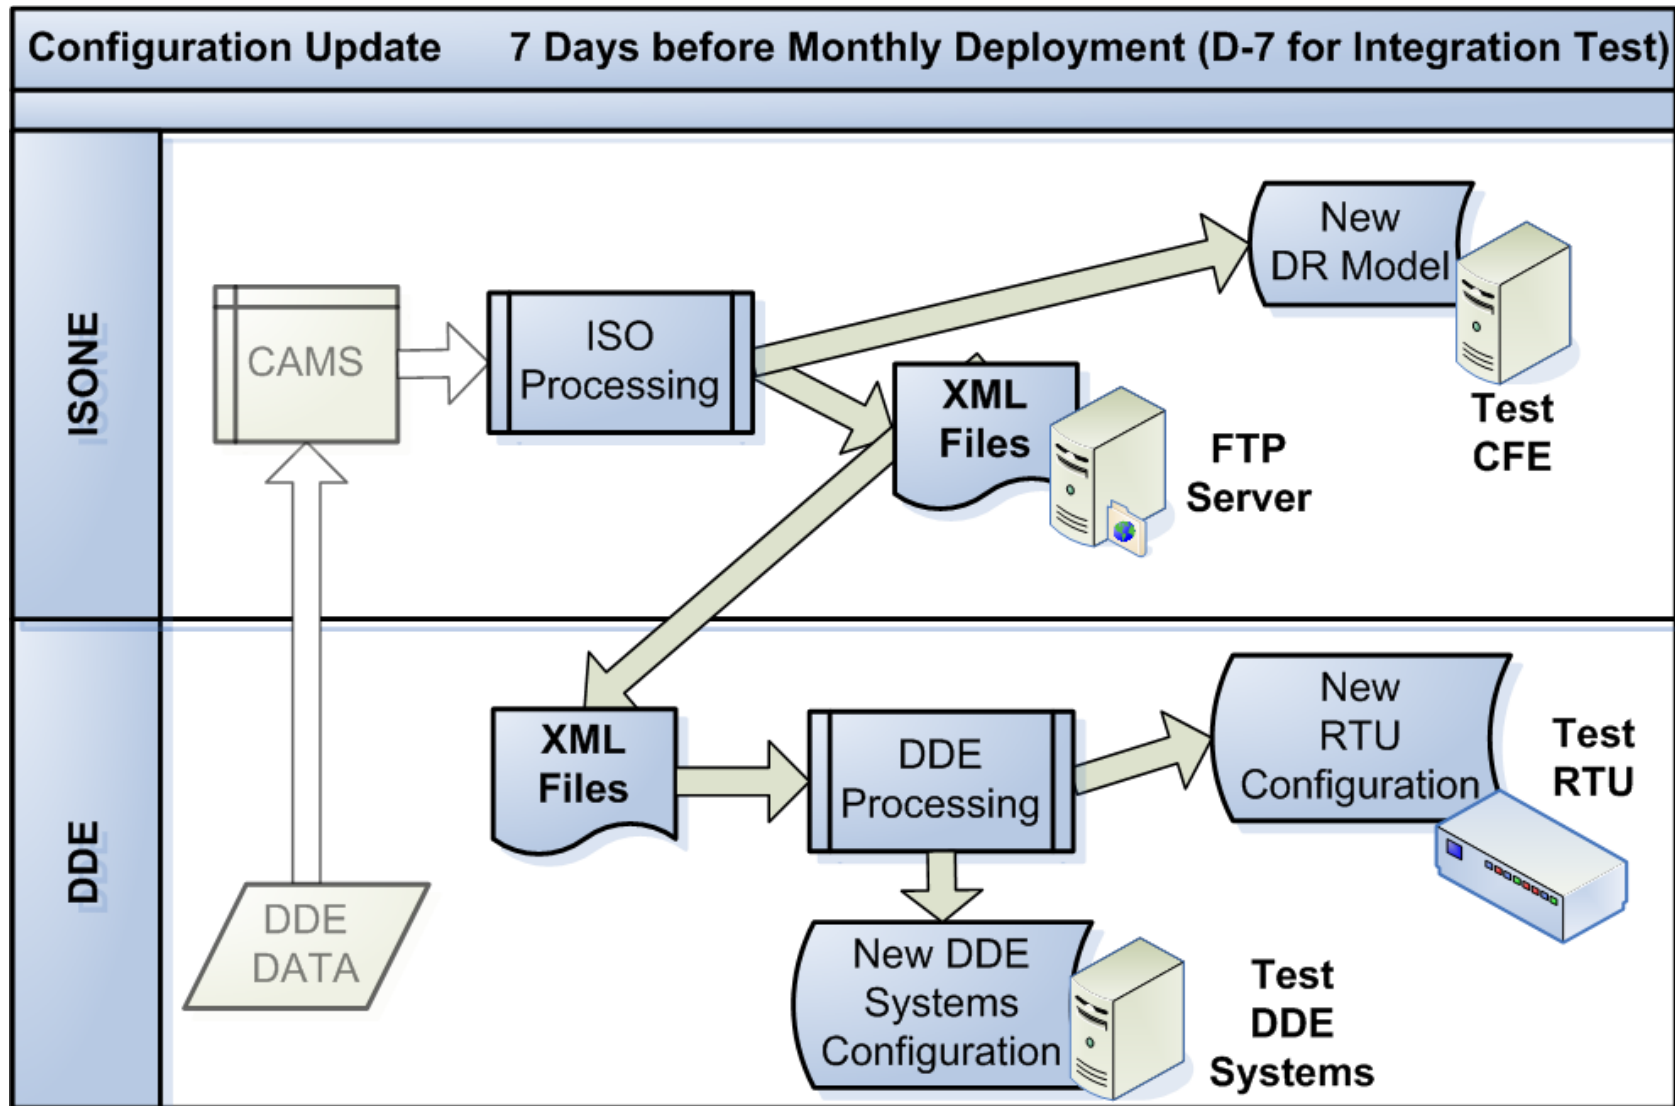 Configuration Update 7 Days before Monthly Deployment (D-7 for Integration Test)
ISONE
CAMS
ISO
Processing
New
DR Model
Test
CFE
XML
Files
FTP
Server
DDE
DDE
DATA
XML
Files
DDE
Processing
New
RTU
Configuration
Test
RTU
New DDE
Systems
Configuration
Test
DDE
Systems